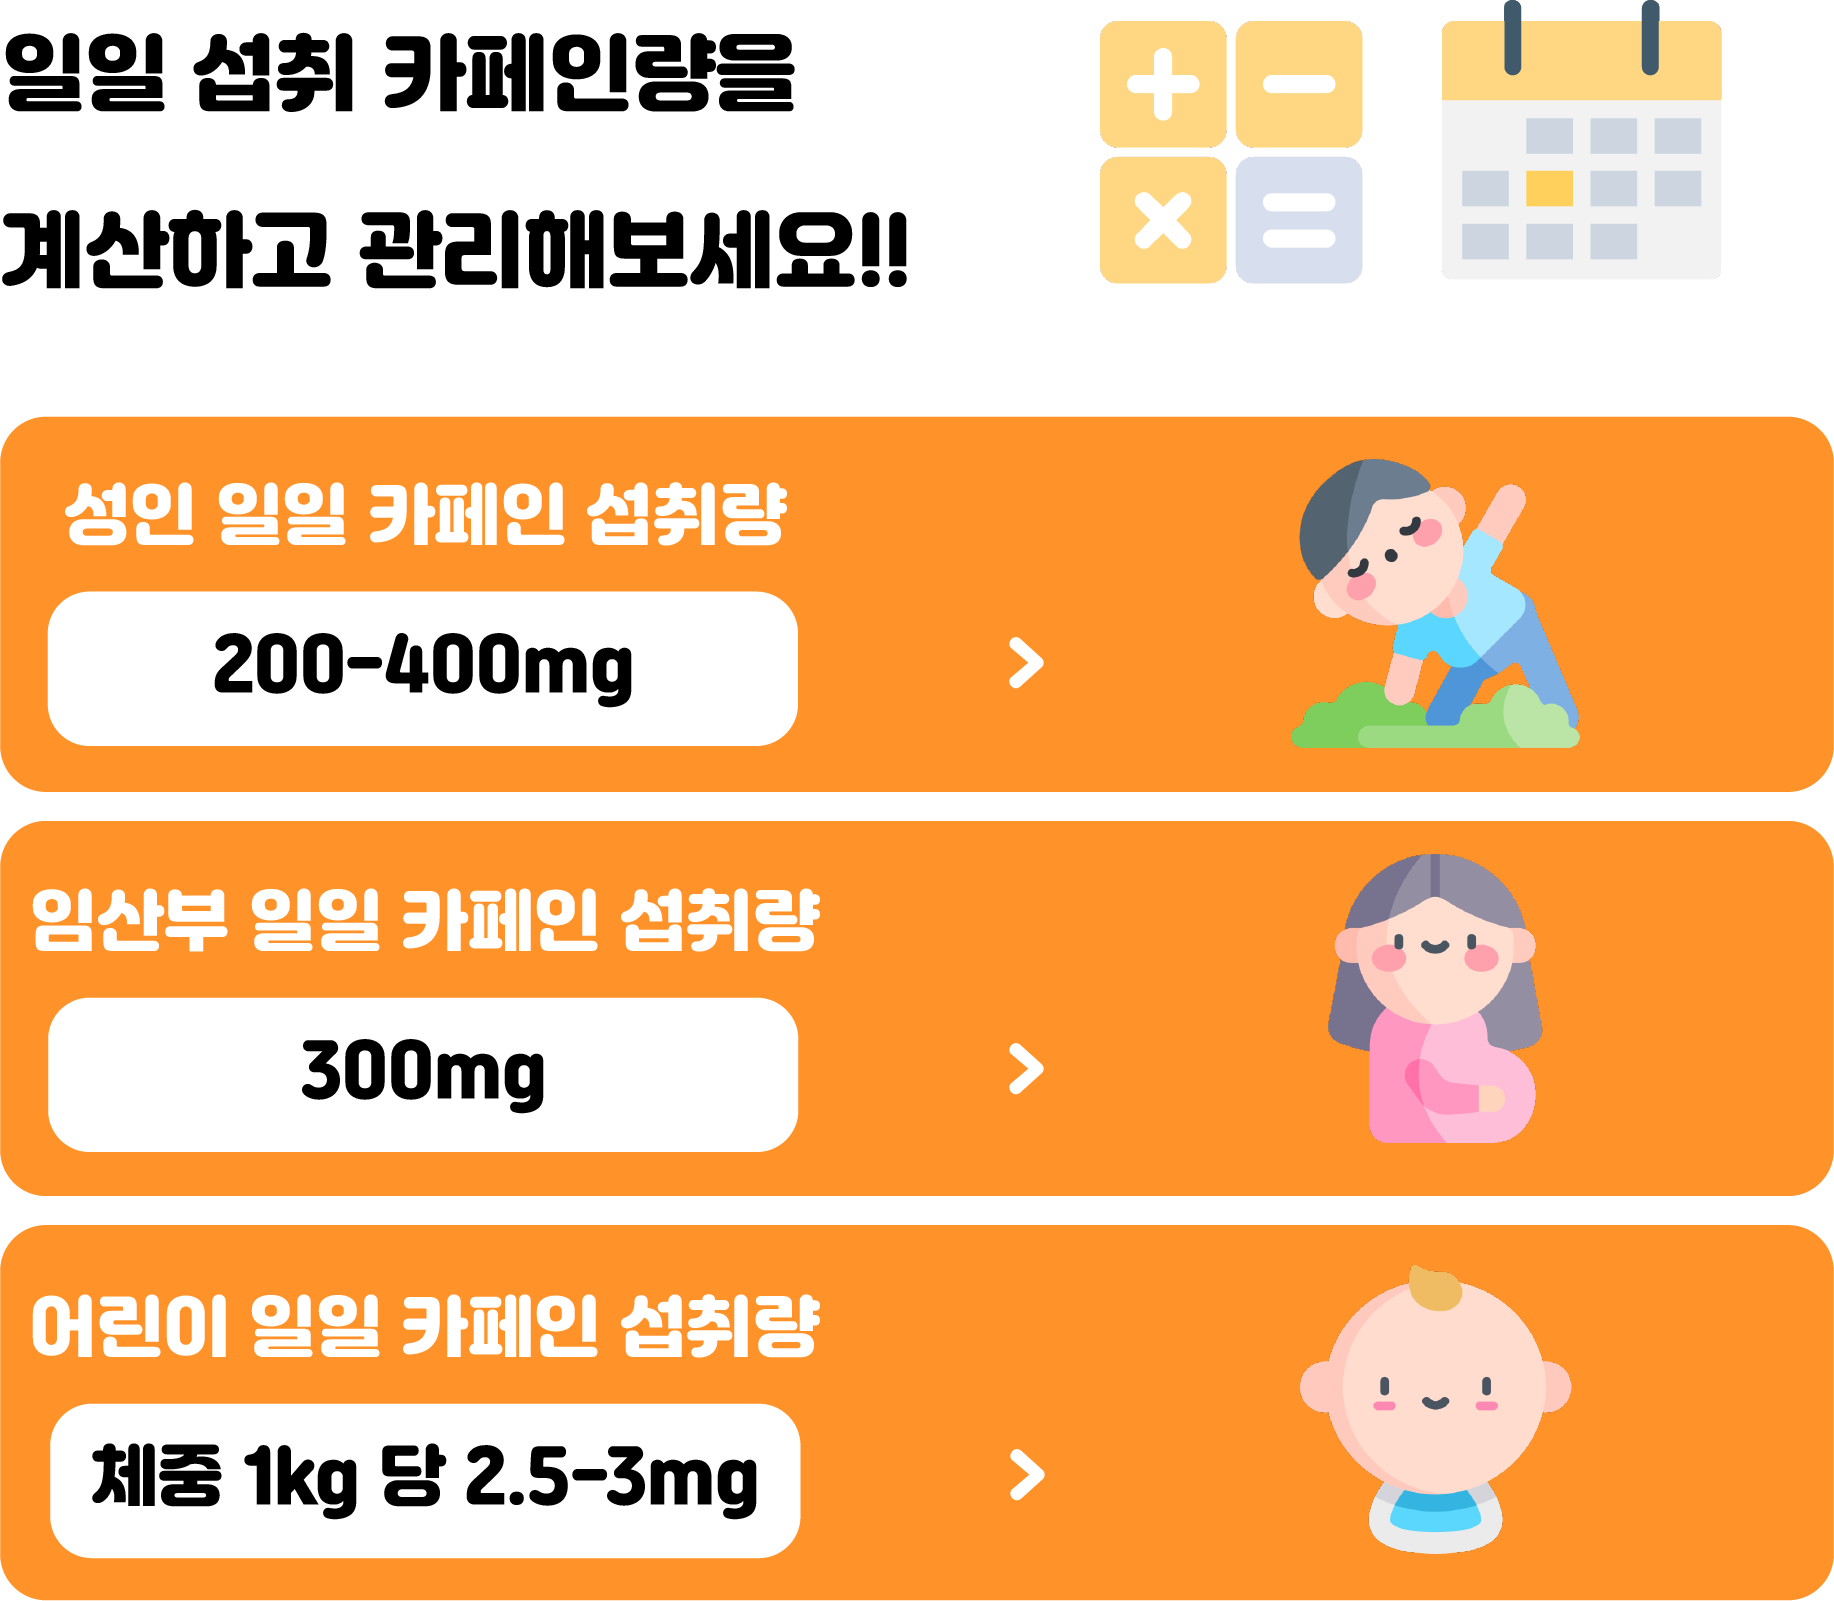 일일 섭취 카페인량을
계산하고 관리해보세요!!
성인 일일 카페인 섭취량
200-400mg
임산부 일일 카페인 섭취량
300mg
어린이 일일 카페인 섭취량
체중 1kg 당 2.5-3mg